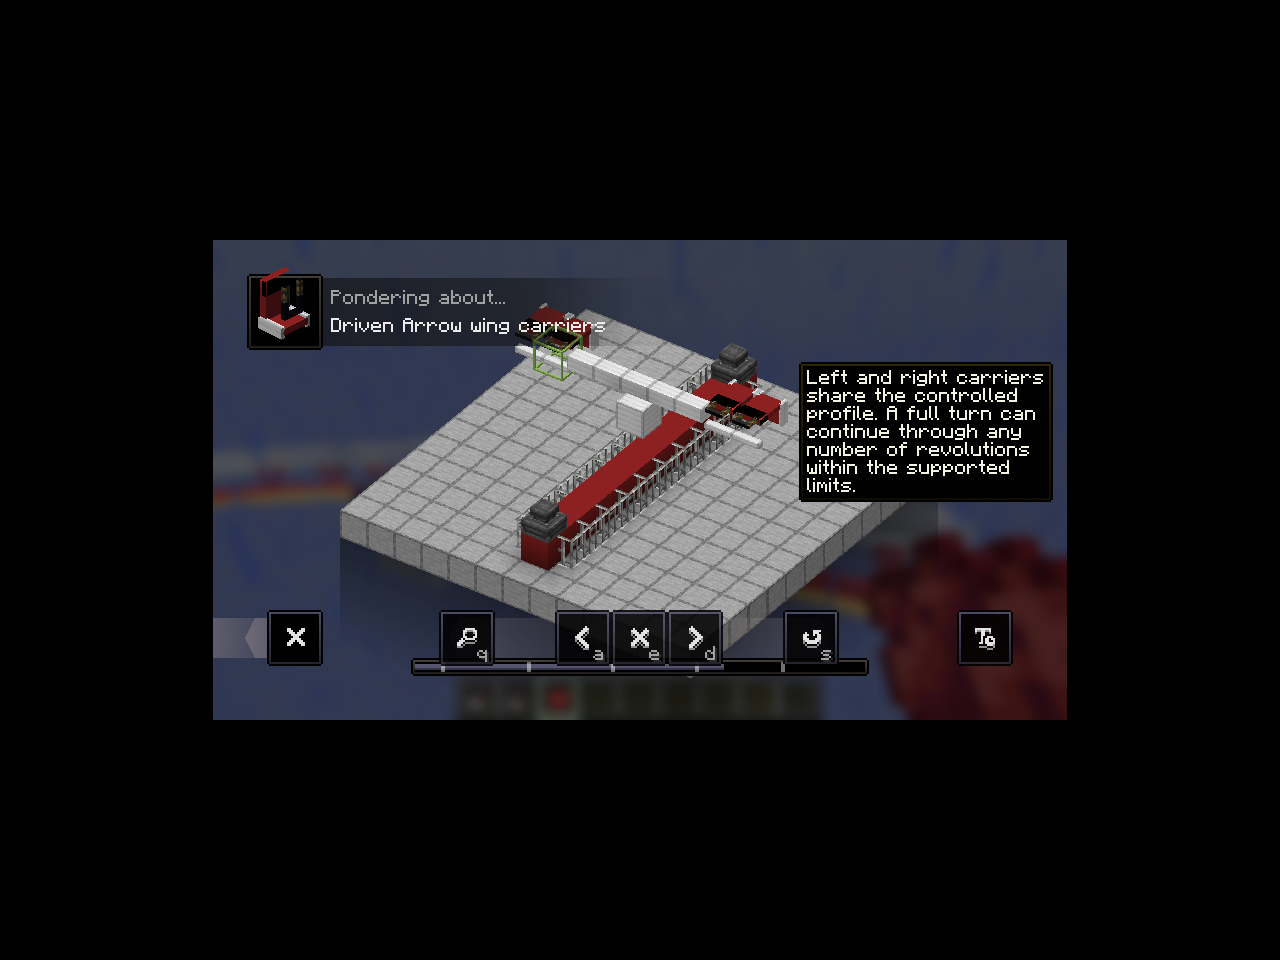 Pondering about...
Driven Arrow wing carriers
Left and right carriers
share the controlled
profile. A full turn can
continue through any
number of revolutions
within the supported
limits.
q
a
e
d
s